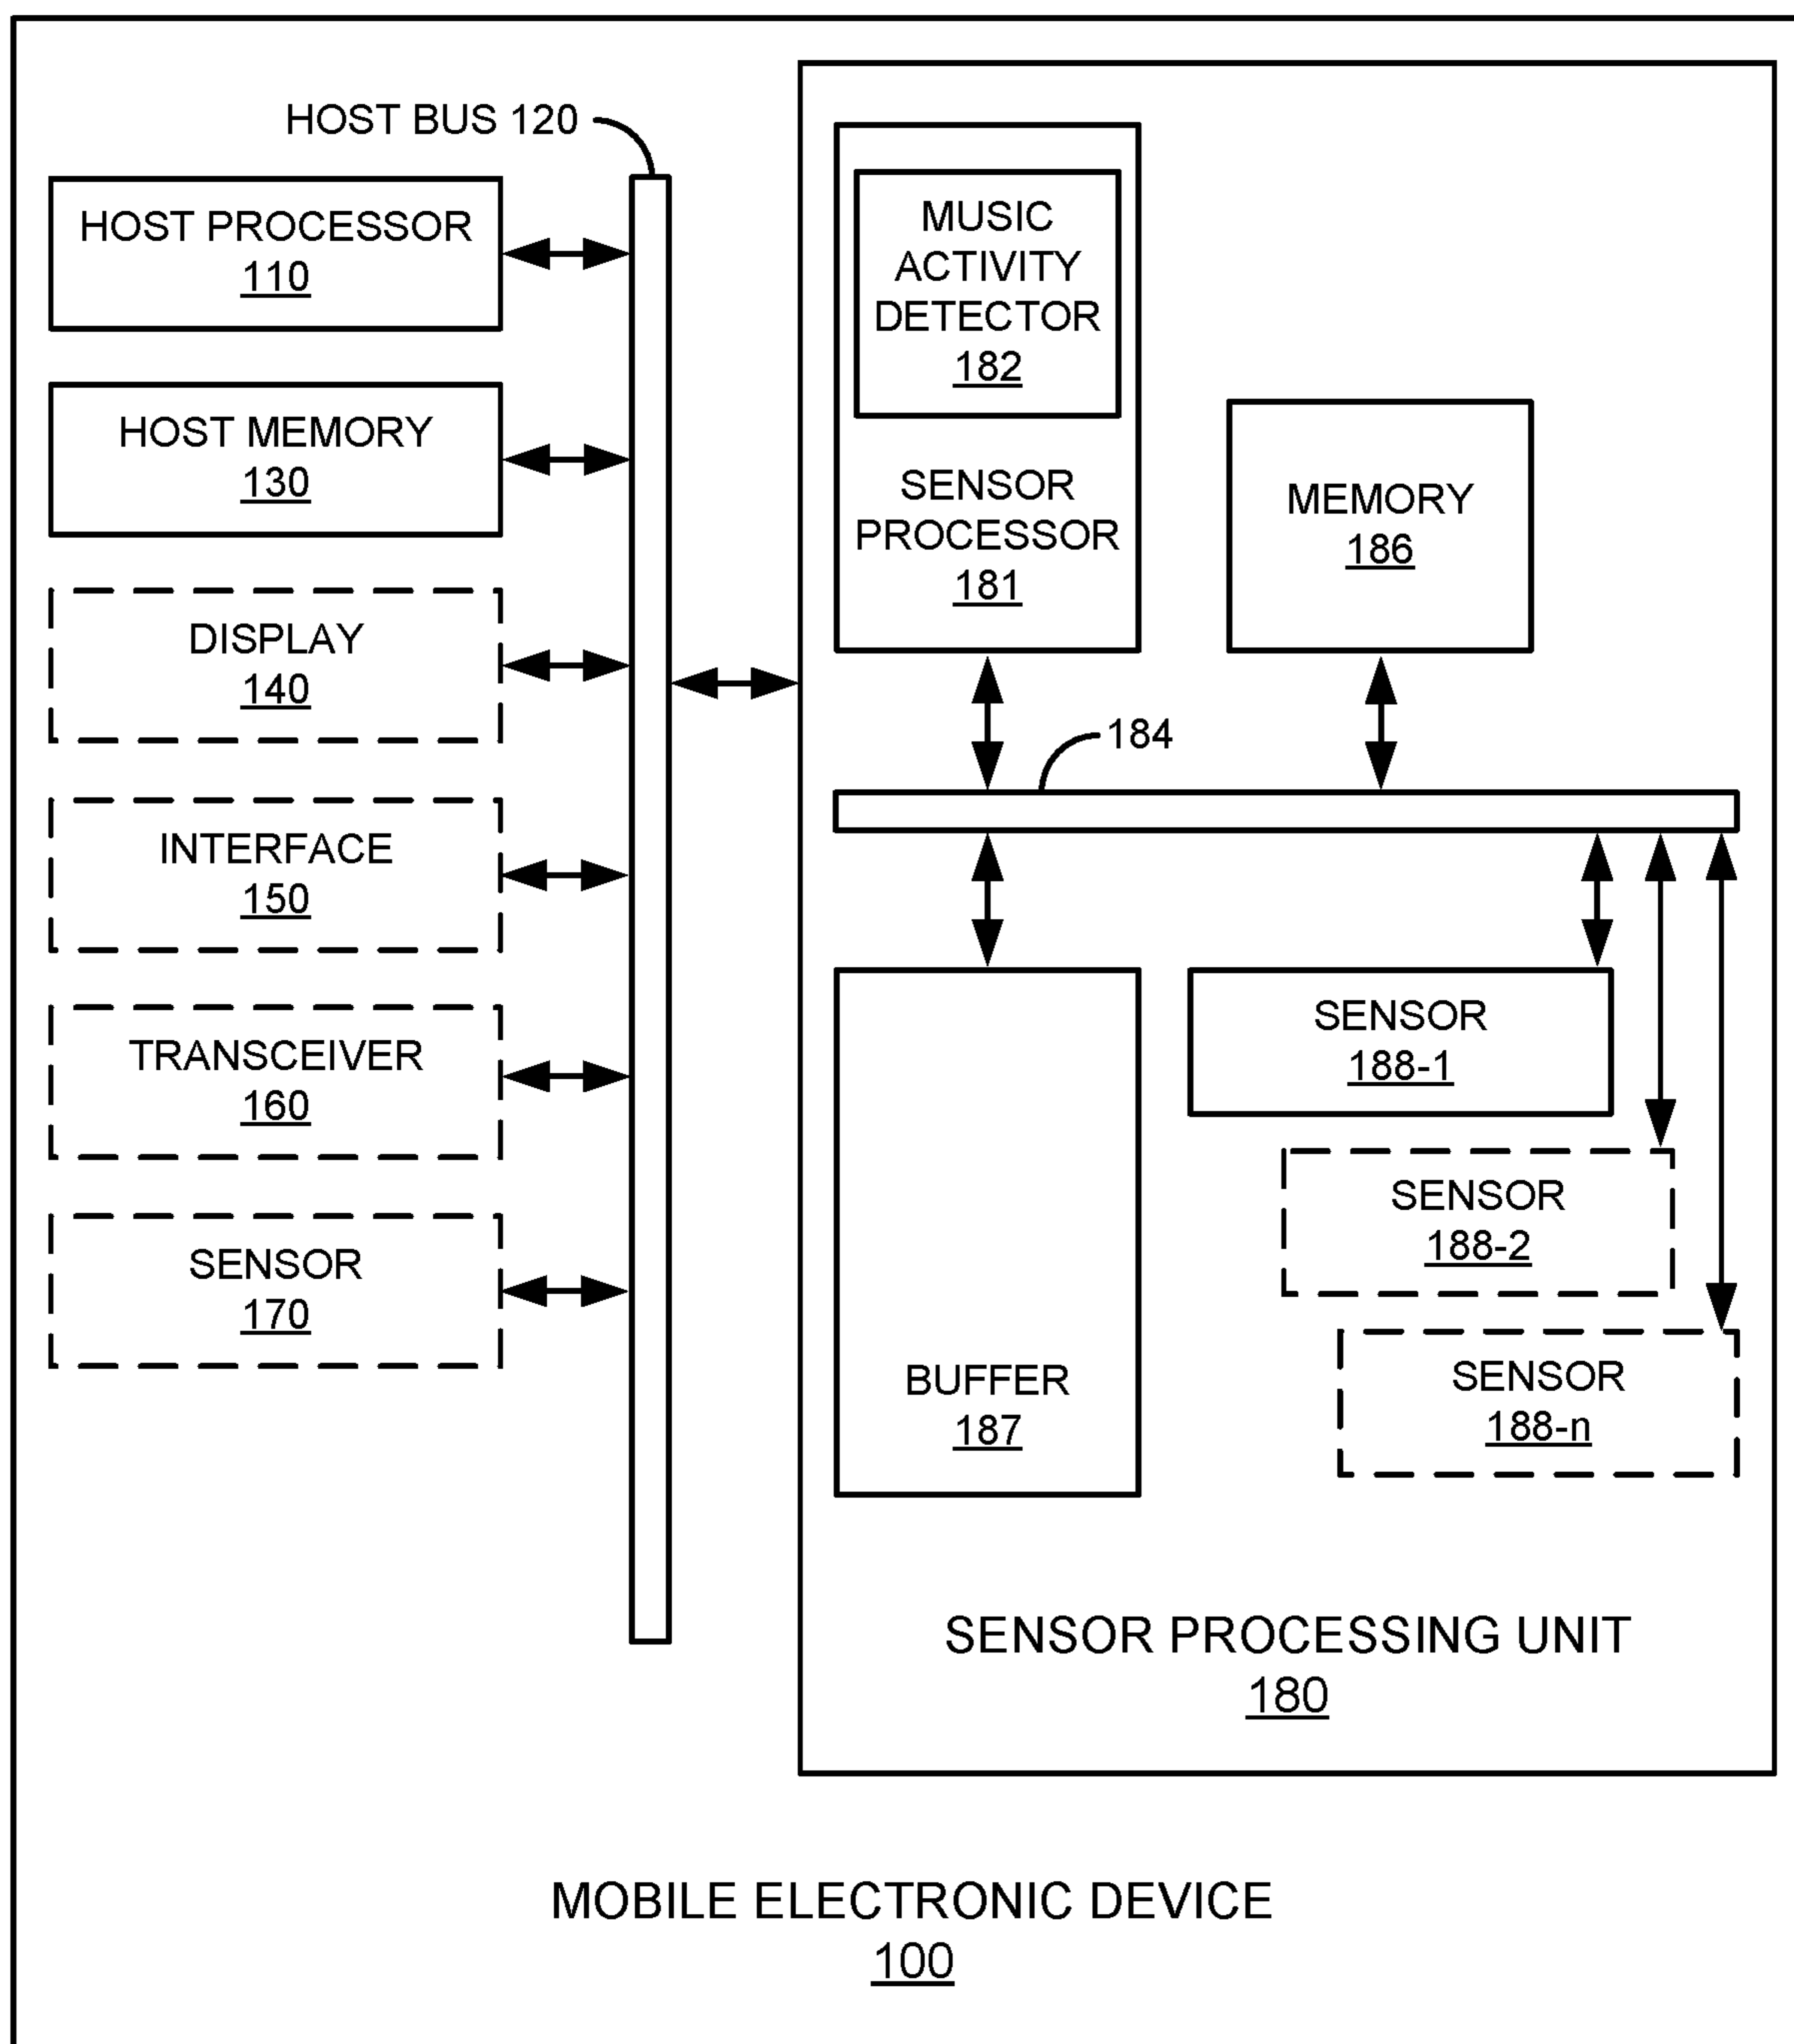 HOST BUS 120
HOST PROCESSOR
110
HOST MEMORY
130
DISPLAY
140
INTERFACE
150
TRANSCEIVER
160
SENSOR
170
MUSIC
ACTIVITY
DETECTOR
182
SENSOR
PROCESSOR
181
MEMORY
186
184
BUFFER
187
SENSOR
188-1
SENSOR
188-2
SENSOR
188-n
SENSOR PROCESSING UNIT
180
MOBILE ELECTRONIC DEVICE
100